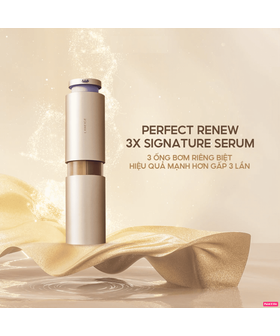 PERFECT RENEW
3X SIGNATURE SERUM
3 ỐNG BƠM RIÊNG BIỆT
HIỆU QUẢ MẠNH HƠN GẤP 3 LẦN